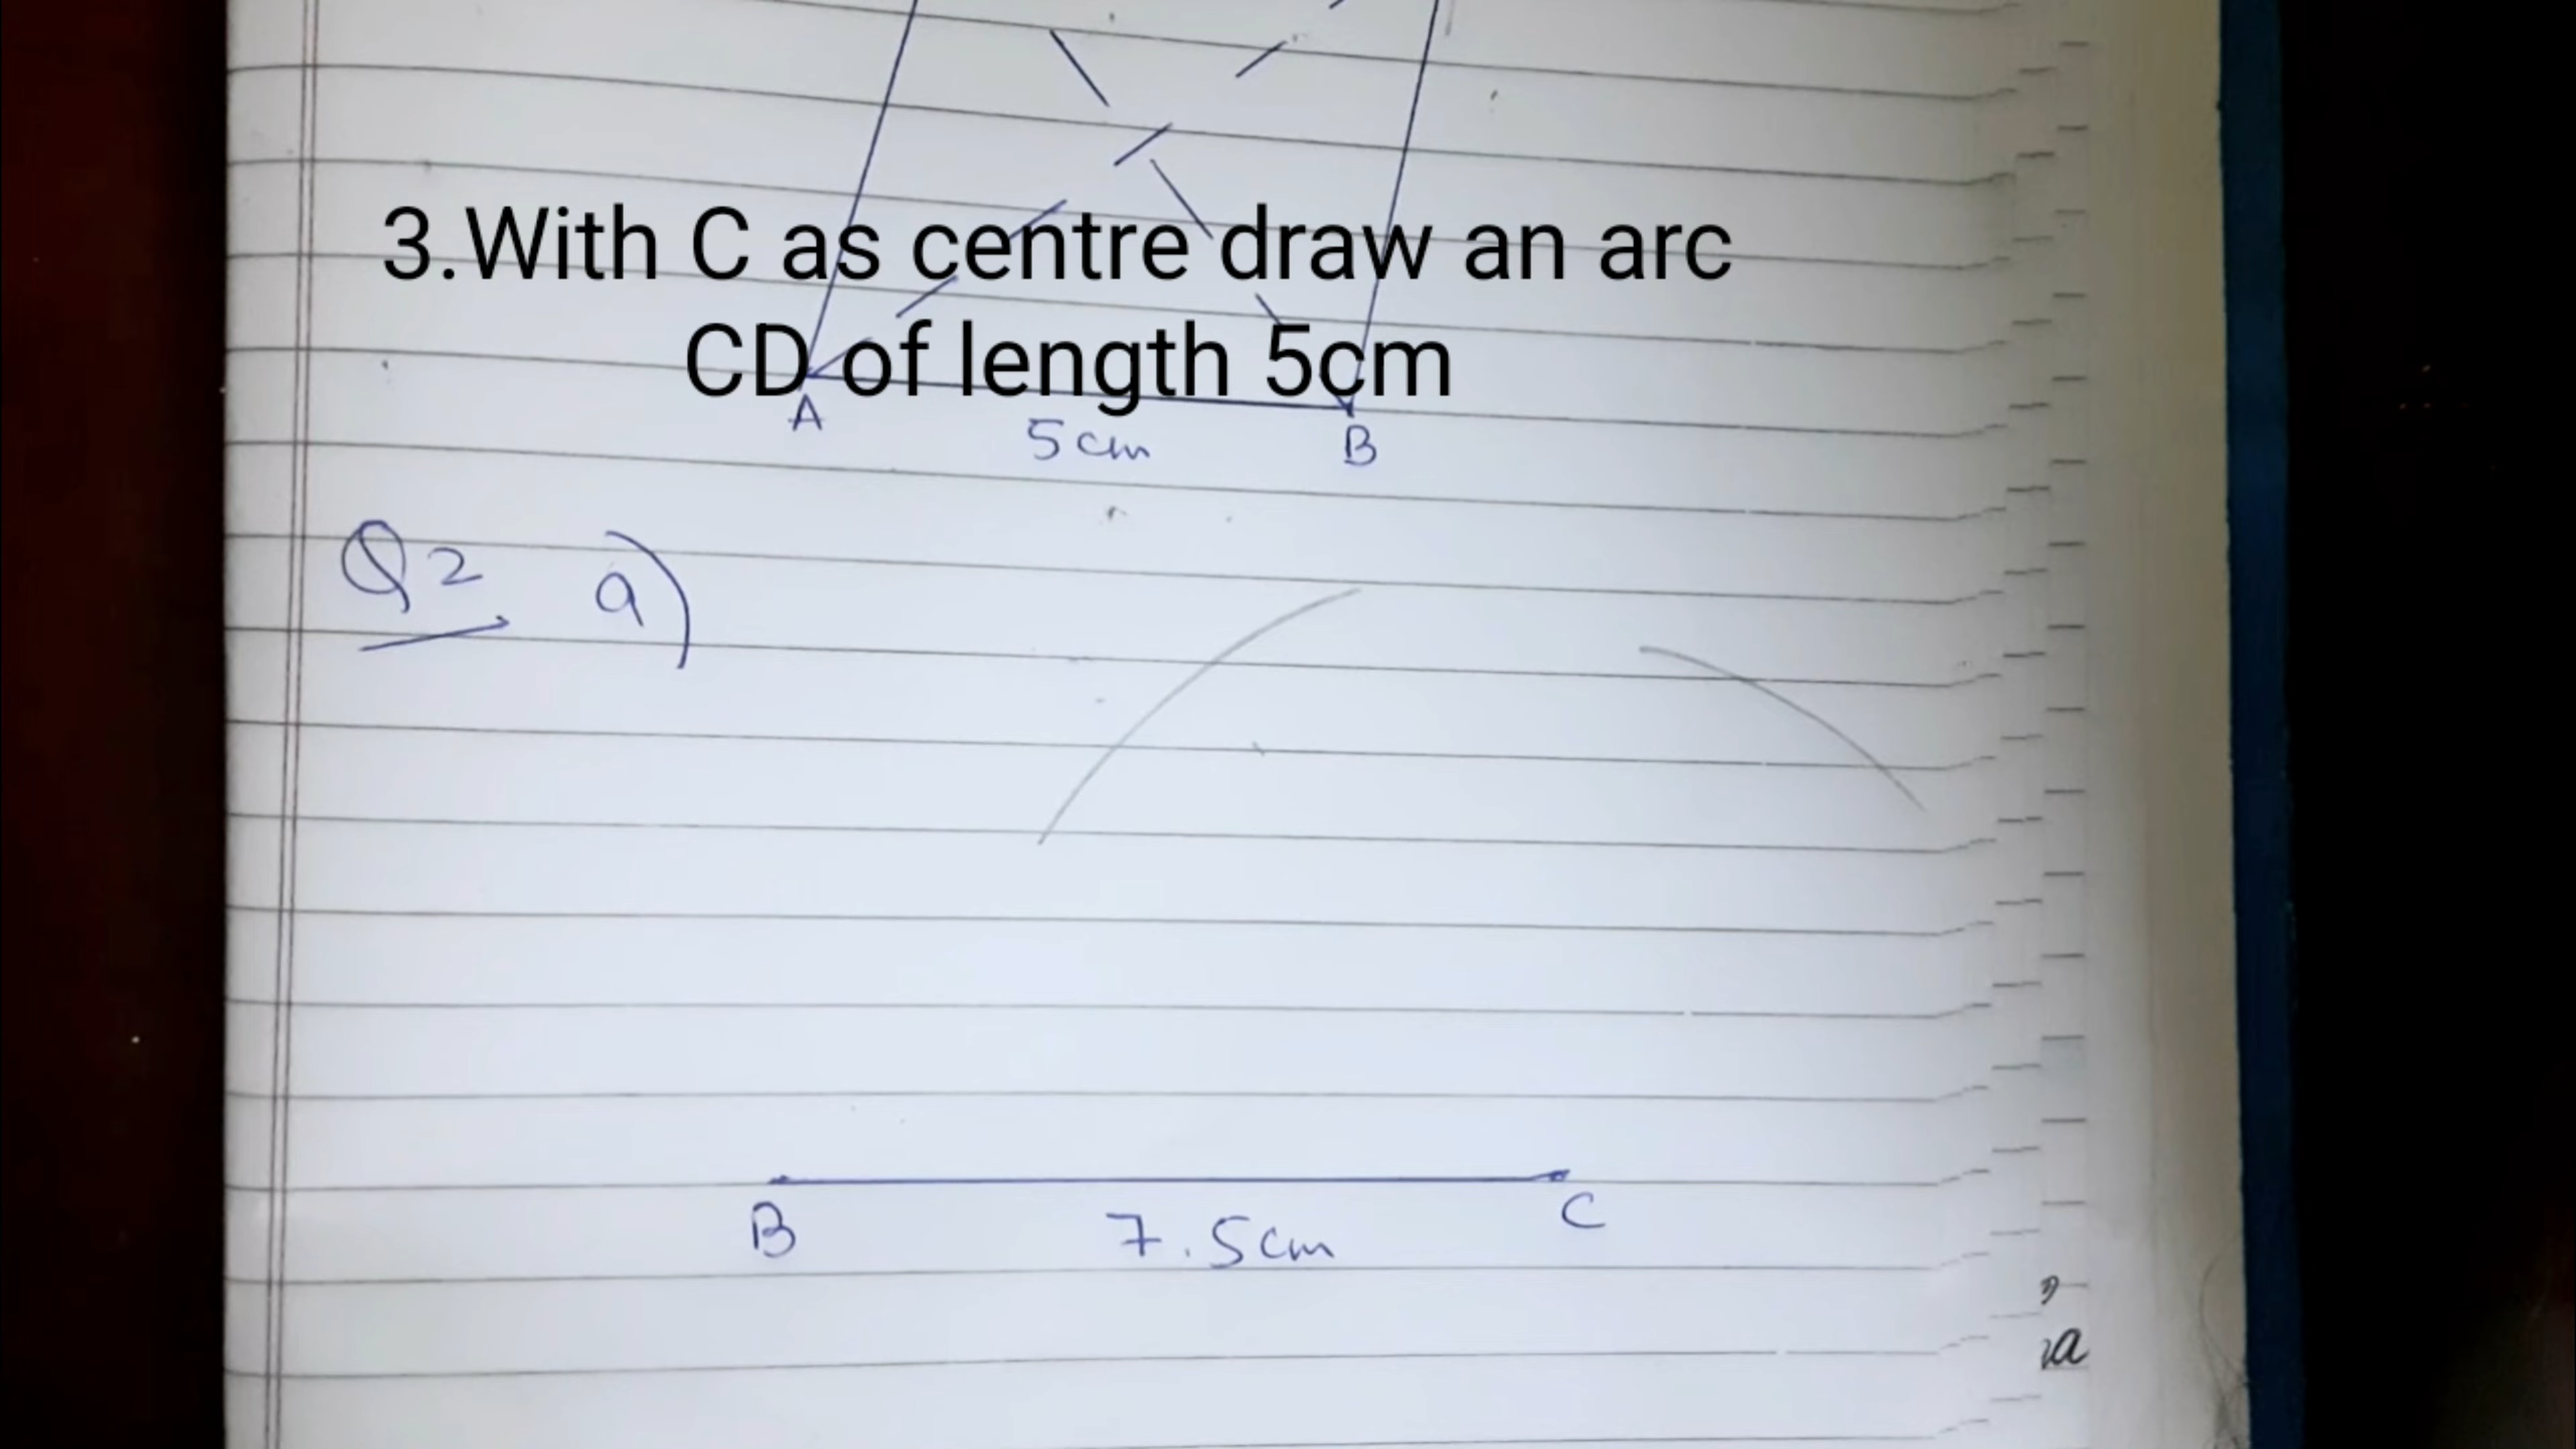 3.With C as centre draw an arc
CD of length 5cm
A
5cm
B
Q2 a)
B
7.5cm
C
a